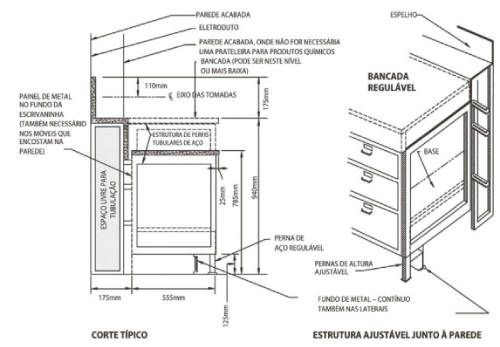 PAREDE ACABADA
ELETRODUTO
PAREDE ACABADA, ONDE NÃO FOR NECESSÁRIA
UMA PRATELEIRA PARA PRODUTOS QUÍMICOS
BANCADA (PODE SER NESTE NÍVEL
OU MAIS BAIXA)
110mm
EIXO DAS TOMADAS
175mm
PAINEL DE METAL
NO FUNDO DA
ESCRIVANINHA
(TAMBÉM NECESSÁRIO
NOS MÓVEIS QUE
ENCOSTAM NA
PAREDE)
ESTRUTURA DE PERFIS
TUBULARES DE AÇO
ESPAÇO LIVRE PARA
TUBULAÇÃO
25mm
785mm
940mm
PERNA DE
AÇO REGULÁVEL
175mm
555mm
125mm
CORTE TÍPICO
ESPELHO
BANCADA
REGULÁVEL
BASE
PERNAS DE ALTURA
AJUSTÁVEL
FUNDO DE METAL – CONTÍNUO
TAMBÉM NAS LATERAIS
ESTRUTURA AJUSTÁVEL JUNTO À PAREDE